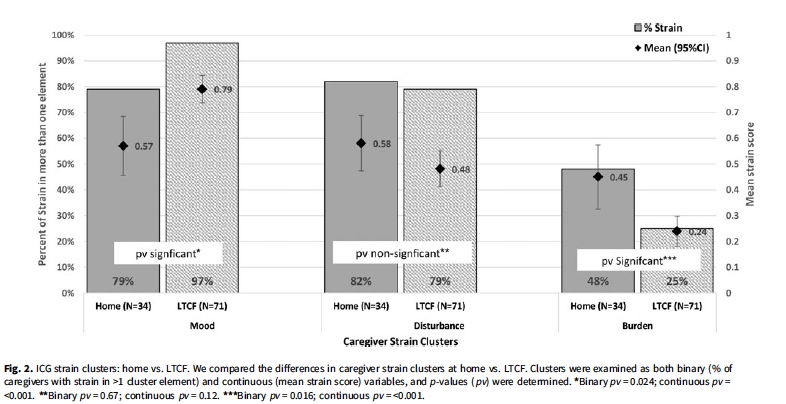 % Strain
Mean (95%CI)
Percent of Strain in more than one element
100%
90%
80%
70%
60%
50%
40%
30%
20%
10%
0%
1
0.9
0.8
0.7
0.6
0.5
0.4
0.3
0.2
0.1
0
Mean strain score
0.57
0.79
0.58
0.48
0.45
0.24
pv signficant*
pv non-signficant**
pv Signifcant***
79%
97%
82%
79%
48%
25%
Home (N=34)
LTCF (N=71)
Home (N=34)
LTCF (N=71)
Home (N=34)
LTCF (N=71)
Mood
Disturbance
Burden
Caregiver Strain Clusters
Fig. 2. ICG strain clusters: home vs. LTCF. We compared the differences in caregiver strain clusters at home vs. LTCF. Clusters were examined as both binary (% of
caregivers with strain in >1 cluster element) and continuous (mean strain score) variables, and p-values (pv) were determined. *Binary pv = 0.024; continuous pv =
<0.001. **Binary pv = 0.67; continuous pv = 0.12. ***Binary pv = 0.016; continuous pv = <0.001.